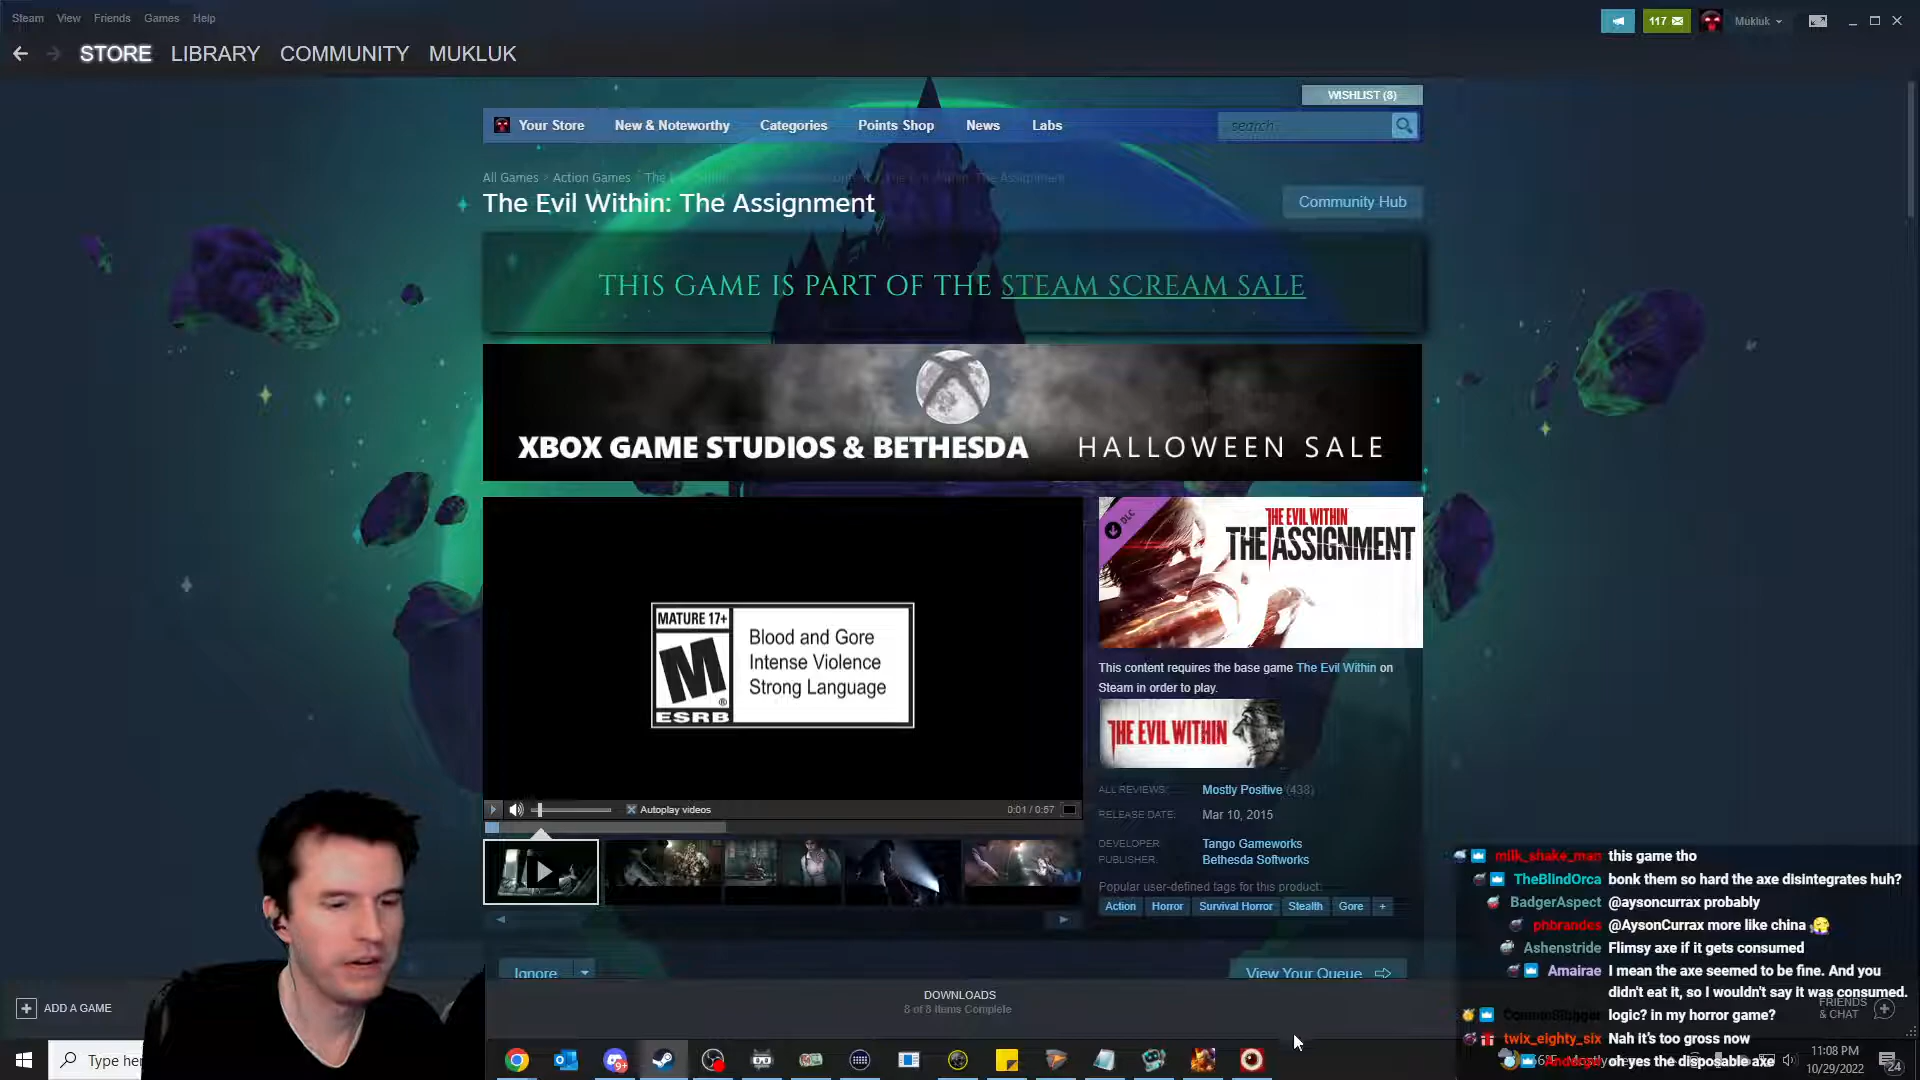 Steam View Friends Games Help
117
Mukluk
STORE LIBRARY COMMUNITY MUKLUK
WISHLIST (8)
Your Store New & Noteworthy Categories Points Shop News Labs
search
All Games > Action Games
The Evil Within: The Assignment
Community Hub
THIS GAME IS PART OF THE STEAM SCREAM SALE
XBOX GAME STUDIOS & BETHESDA HALLOWEEN SALE
MATURE 17+
M
®
ESRB
Blood and Gore
Intense Violence
Strong Language
DLC
THE EVIL WITHIN
THE ASSIGNMENT
This content requires the base game The Evil Within on
Steam in order to play.
THE EVIL WITHIN
ALL REVIEWS: Mostly Positive (438)
RELEASE DATE: Mar 10, 2015
DEVELOPER: Tango Gameworks
PUBLISHER: Bethesda Softworks
Popular user-defined tags for this product:
Action Horror Survival Horror Stealth Gore +
Autoplay videos
0:01 / 0:57
Ignore
View Your Queue
ADD A GAME
DOWNLOADS
8 of 8 Items Complete
FRIENDS
& CHAT
milk_shake_man this game tho
TheBlindOrca bonk them so hard the axe disintegrates huh?
BadgerAspect @aysoncurrax probably
phbrandes @AysonCurrax more like china
Ashenstride Flimsy axe if it gets consumed
Amairae I mean the axe seemed to be fine. And you
didn't eat it, so I wouldn't say it was consumed.
logic? in my horror game?
twix_eighty_six Nah it's too gross now
oh yes the disposable axe
Type her
9+
11:08 PM
10/29/2022
24